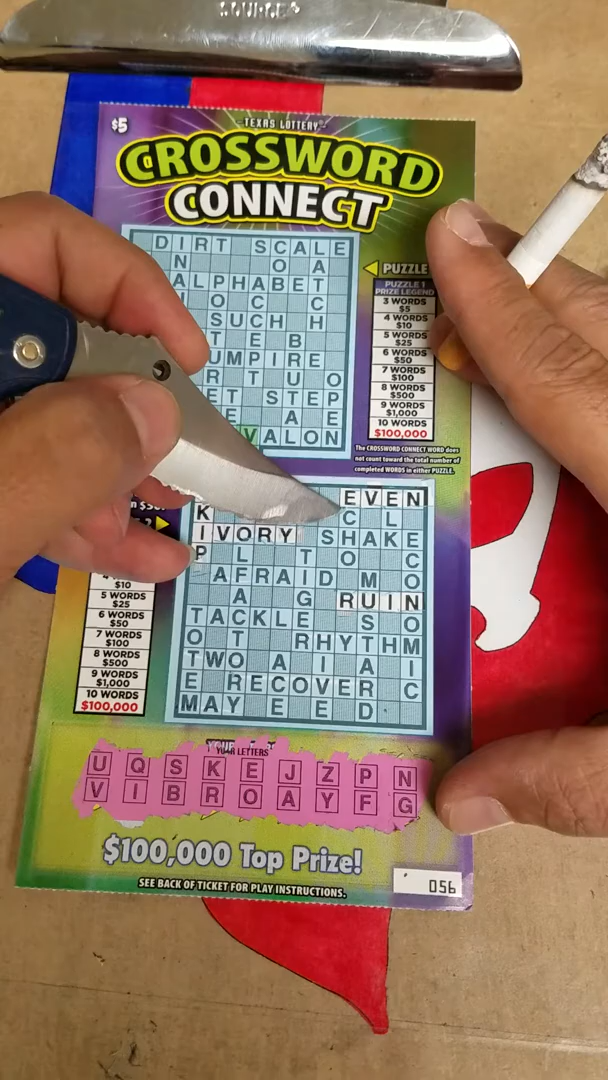 SOURCE
$5
TEXAS LOTTERY
CROSSWORD
CONNECT
DIRT SCALE
N O A
ALPHABET
O C C
SUCH H
T E B
UMPIRE
R T U O
ET STEP
E A E
VALON
PUZZLE
PUZZLE 1
PRIZE LEGEND
3 WORDS
$5
4 WORDS
$10
5 WORDS
$25
6 WORDS
$50
7 WORDS
$100
8 WORDS
$500
9 WORDS
$1,000
10 WORDS
$100,000
The CROSSWORD CONNECT WORD does
not count toward the total number of
completed WORDS in either PUZZLE.
EVEN
K C L
IVORY SHAKE
P L T O C
AFRAID M O
A G RUIN
TACKLE S O
O T RHYTHM
TWO A I A I
E RECOVER C
MAY E E D
$10
5 WORDS
$25
6 WORDS
$50
7 WORDS
$100
8 WORDS
$500
9 WORDS
$1,000
10 WORDS
$100,000
YOUR LETTERS
U Q S K E J Z P N
V I B R O A Y F G
$100,000 Top Prize!
SEE BACK OF TICKET FOR PLAY INSTRUCTIONS.
056